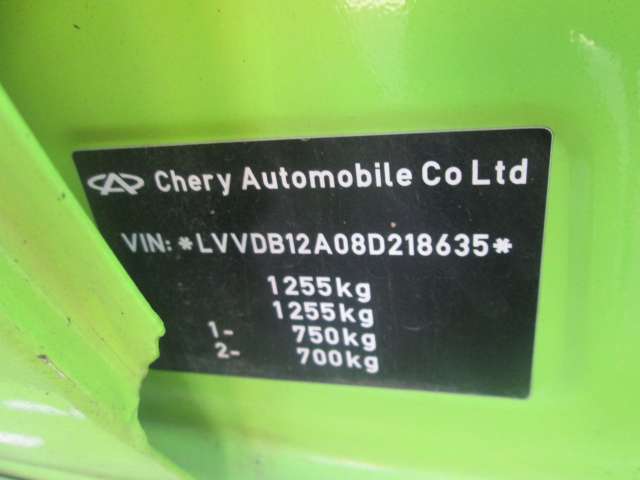 Chery Automobile Co Ltd
VIN: *LVVDB12A08D218635*
1255kg
1255kg
1- 750kg
2- 700kg